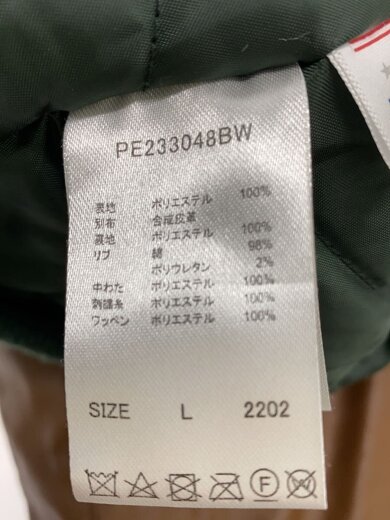 PE233048BW
表地 ポリエステル 100%
別布 合成皮革
裏地 ポリエステル 100%
リブ 綿 98%
ポリウレタン 2%
中わた ポリエステル 100%
刺繍糸 ポリエステル 100%
ワッペン ポリエステル 100%
SIZE L 2202
F W